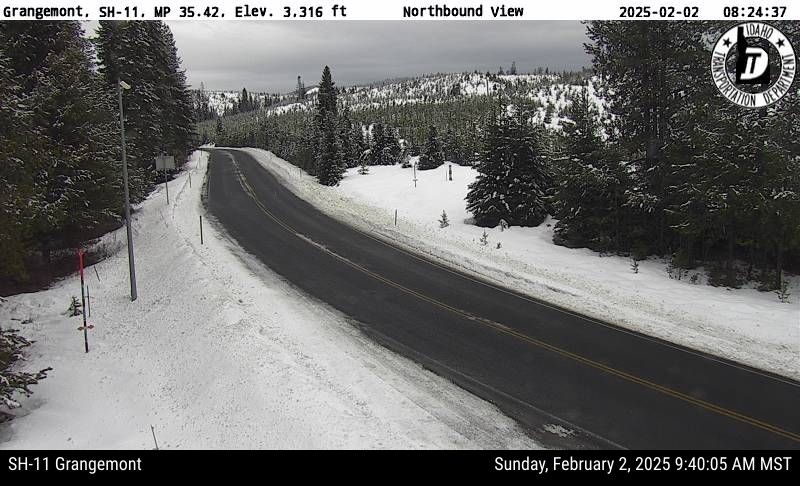 Grangemont, SH-11, MP 35.42, Elev. 3,316 ft Northbound View 2025-02-02 08:24:37
IDAHO
TRANSPORTATION DEPARTMENT
SH-11 Grangemont Sunday, February 2, 2025 9:40:05 AM MST